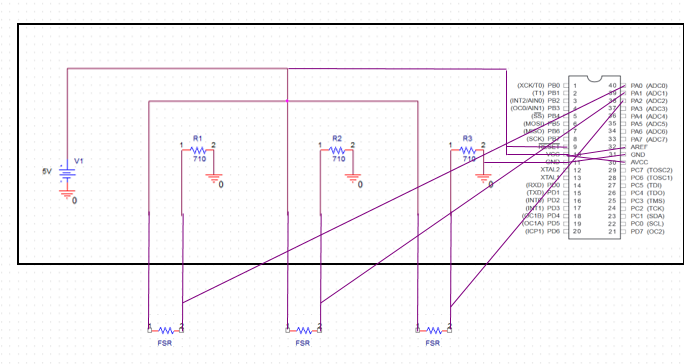 R1
1 2
710
0
R2
1 2
710
0
R3
1 2
710
0
V1
5V
0
(XCK/T0) PB0 1
(T1) PB1 2
(INT2/AIN0) PB2 3
(OC0/AIN1) PB3 4
(SS) PB4 5
(MOSI) PB5 6
(MISO) PB6 7
(SCK) PB7 8
RESET 9
VCC 10
GND 11
XTAL2 12
XTAL1 13
(RXD) PD0 14
(TXD) PD1 15
(INT0) PD2 16
(INT1) PD3 17
(OC1B) PD4 18
(OC1A) PD5 19
(ICP1) PD6 20
40 PA0 (ADC0)
39 PA1 (ADC1)
38 PA2 (ADC2)
37 PA3 (ADC3)
36 PA4 (ADC4)
35 PA5 (ADC5)
34 PA6 (ADC6)
33 PA7 (ADC7)
32 AREF
31 GND
30 AVCC
29 PC7 (TOSC2)
28 PC6 (TOSC1)
27 PC5 (TDI)
26 PC4 (TDO)
25 PC3 (TMS)
24 PC2 (TCK)
23 PC1 (SDA)
22 PC0 (SCL)
21 PD7 (OC2)
1 2
FSR
1 2
FSR
1 2
FSR